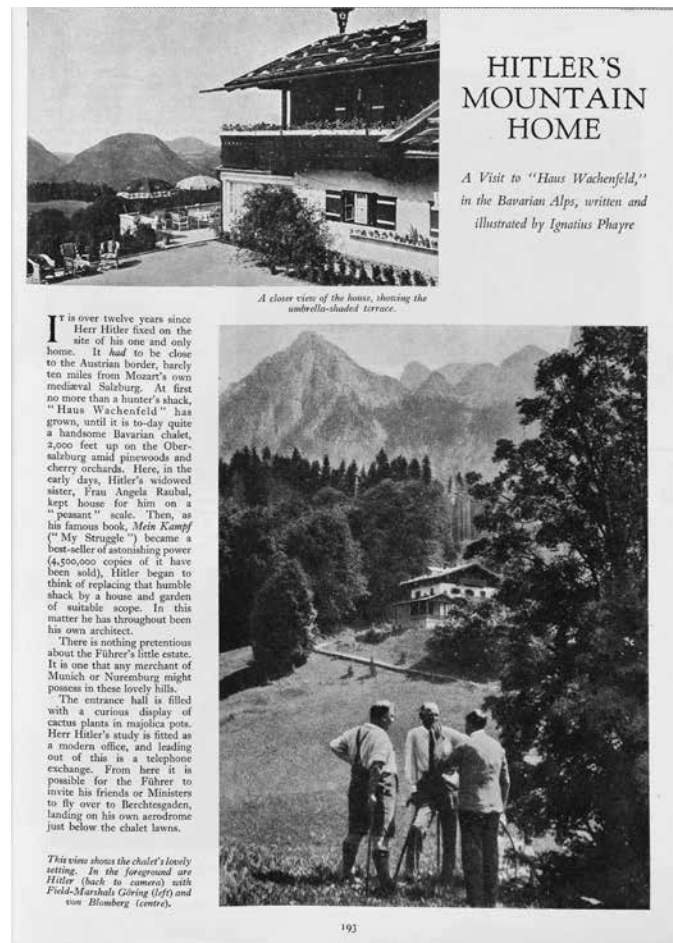 HITLER'S
MOUNTAIN
HOME
A Visit to "Haus Wachenfeld,"
in the Bavarian Alps, written and
illustrated by Ignatius Phayre
A closer view of the house, showing the
umbrella-shaded terrace.
IT is over twelve years since
Herr Hitler fixed on the
site of his one and only
home. It had to be close
to the Austrian border, barely
ten miles from Mozart's own
mediæval Salzburg. At first
no more than a hunter's shack,
"Haus Wachenfeld" has
grown, until it is to-day quite
a handsome Bavarian chalet,
2,000 feet up on the Ober-
salzburg amid pinewoods and
cherry orchards. Here, in the
early days, Hitler's widowed
sister, Frau Angela Raubal,
kept house for him on a
"peasant" scale. Then, as
his famous book, Mein Kampf
("My Struggle") became a
best-seller of astonishing power
(4,500,000 copies of it have
been sold), Hitler began to
think of replacing that humble
shack by a house and garden
of suitable scope. In this
matter he has throughout been
his own architect.
There is nothing pretentious
about the Führer's little estate.
It is one that any merchant of
Munich or Nuremburg might
possess in these lovely hills.
The entrance hall is filled
with a curious display of
cactus plants in majolica pots.
Herr Hitler's study is fitted as
a modern office, and leading
out of this is a telephone
exchange. From here it is
possible for the Führer to
invite his friends or Ministers
to fly over to Berchtesgaden,
landing on his own aerodrome
just below the chalet lawns.
This view shows the chalet's lovely
setting. In the foreground are
Hitler (back to camera) with
Field-Marshals Göring (left) and
von Blomberg (centre).
193